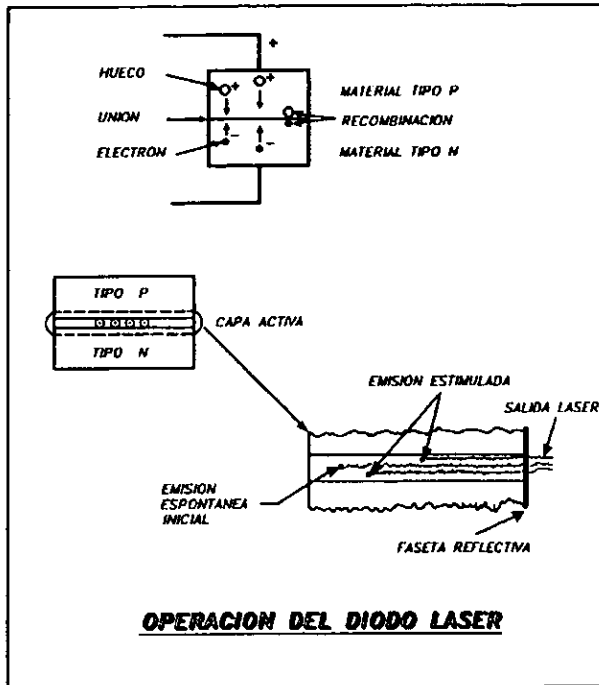 +
HUECO
+
+
MATERIAL TIPO P
UNION
RECOMBINACION
ELECTRON
-
-
MATERIAL TIPO N
TIPO P
TIPO N
CAPA ACTIVA
EMISION ESTIMULADA
SALIDA LASER
EMISION
ESPONTANEA
INICIAL
FASETA REFLECTIVA
OPERACION DEL DIODO LASER